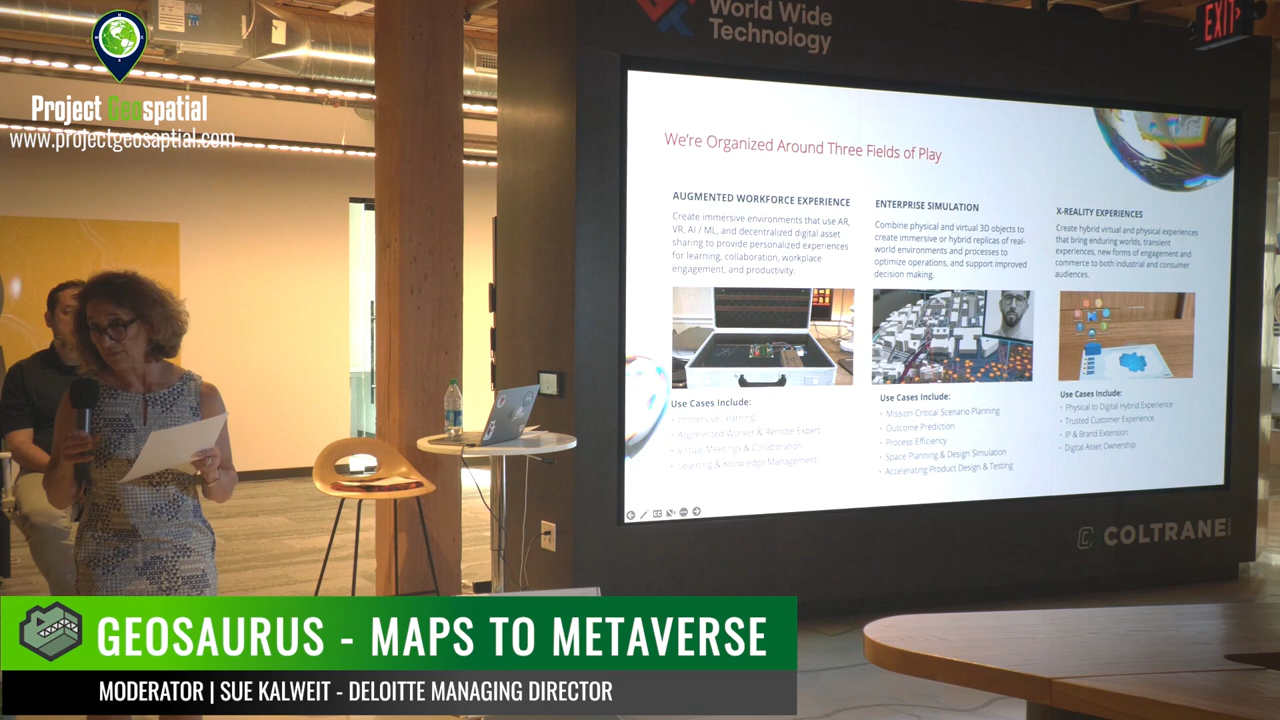 Project Geospatial
www.projectgeosaptial.com
World Wide
Technology
EXIT
We're Organized Around Three Fields of Play
AUGMENTED WORKFORCE EXPERIENCE
Create immersive environments that use AR,
VR, AI / ML, and decentralized digital asset
sharing to provide personalized experiences
for learning, collaboration, workplace
engagement, and productivity.
Use Cases Include:
- Immersive Learning
- Augmented Worker & Remote Expert
- Virtual Meetings & Collaboration
- Learning & Knowledge Management
ENTERPRISE SIMULATION
Combine physical and virtual 3D objects to
create immersive or hybrid replicas of real-
world environments and processes to
optimize operations, and support improved
decision making.
Use Cases Include:
- Mission-Critical Scenario Planning
- Outcome Prediction
- Process Efficiency
- Space Planning & Design Simulation
- Accelerating Product Design & Testing
X-REALITY EXPERIENCES
Create hybrid virtual and physical experiences
that bring enduring worlds, transient
experiences, new forms of engagement and
commerce to both industrial and consumer
audiences.
Use Cases Include:
- Physical to Digital Hybrid Experience
- Trusted Customer Experience
- IP & Brand Extension
- Digital Asset Ownership
COLTRANE
GEOSAURUS - MAPS TO METAVERSE
MODERATOR | SUE KALWEIT - DELOITTE MANAGING DIRECTOR